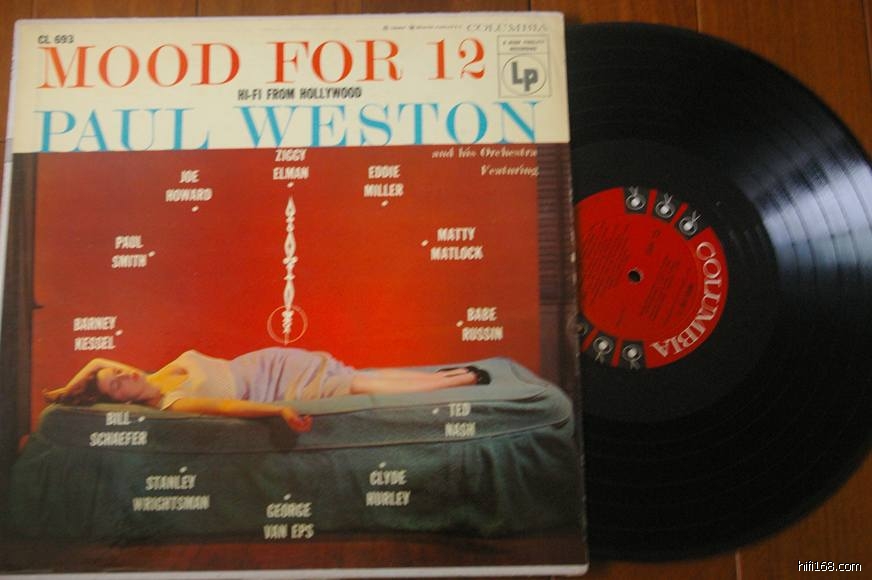 COLUMBIA
CL 693
MOOD FOR 12
Lp
HI-FI FROM HOLLYWOOD
PAUL WESTON
and his Orchestra
Featuring
ZIGGY
ELMAN
JOE
HOWARD
EDDIE
MILLER
PAUL
SMITH
MATTY
MATLOCK
BARNEY
KESSEL
BABE
RUSSIN
BILL
SCHAEFER
TED
NASH
STANLEY
WRIGHTSMAN
CLYDE
HURLEY
GEORGE
VAN EPS
COLUMBIA
hifi168.com